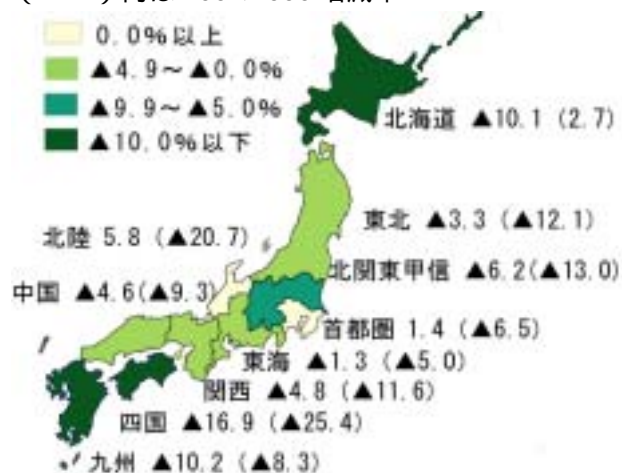 0.0%以上
▲4.9～▲0.0%
▲9.9～▲5.0%
▲10.0%以下
北海道 ▲10.1 (2.7)
東北 ▲3.3 (▲12.1)
北陸 5.8 (▲20.7)
北関東甲信 ▲6.2(▲13.0)
中国 ▲4.6(▲9.3)
首都圏 1.4 (▲6.5)
東海 ▲1.3 (▲5.0)
関西 ▲4.8 (▲11.6)
四国 ▲16.9 (▲25.4)
九州 ▲10.2 (▲8.3)